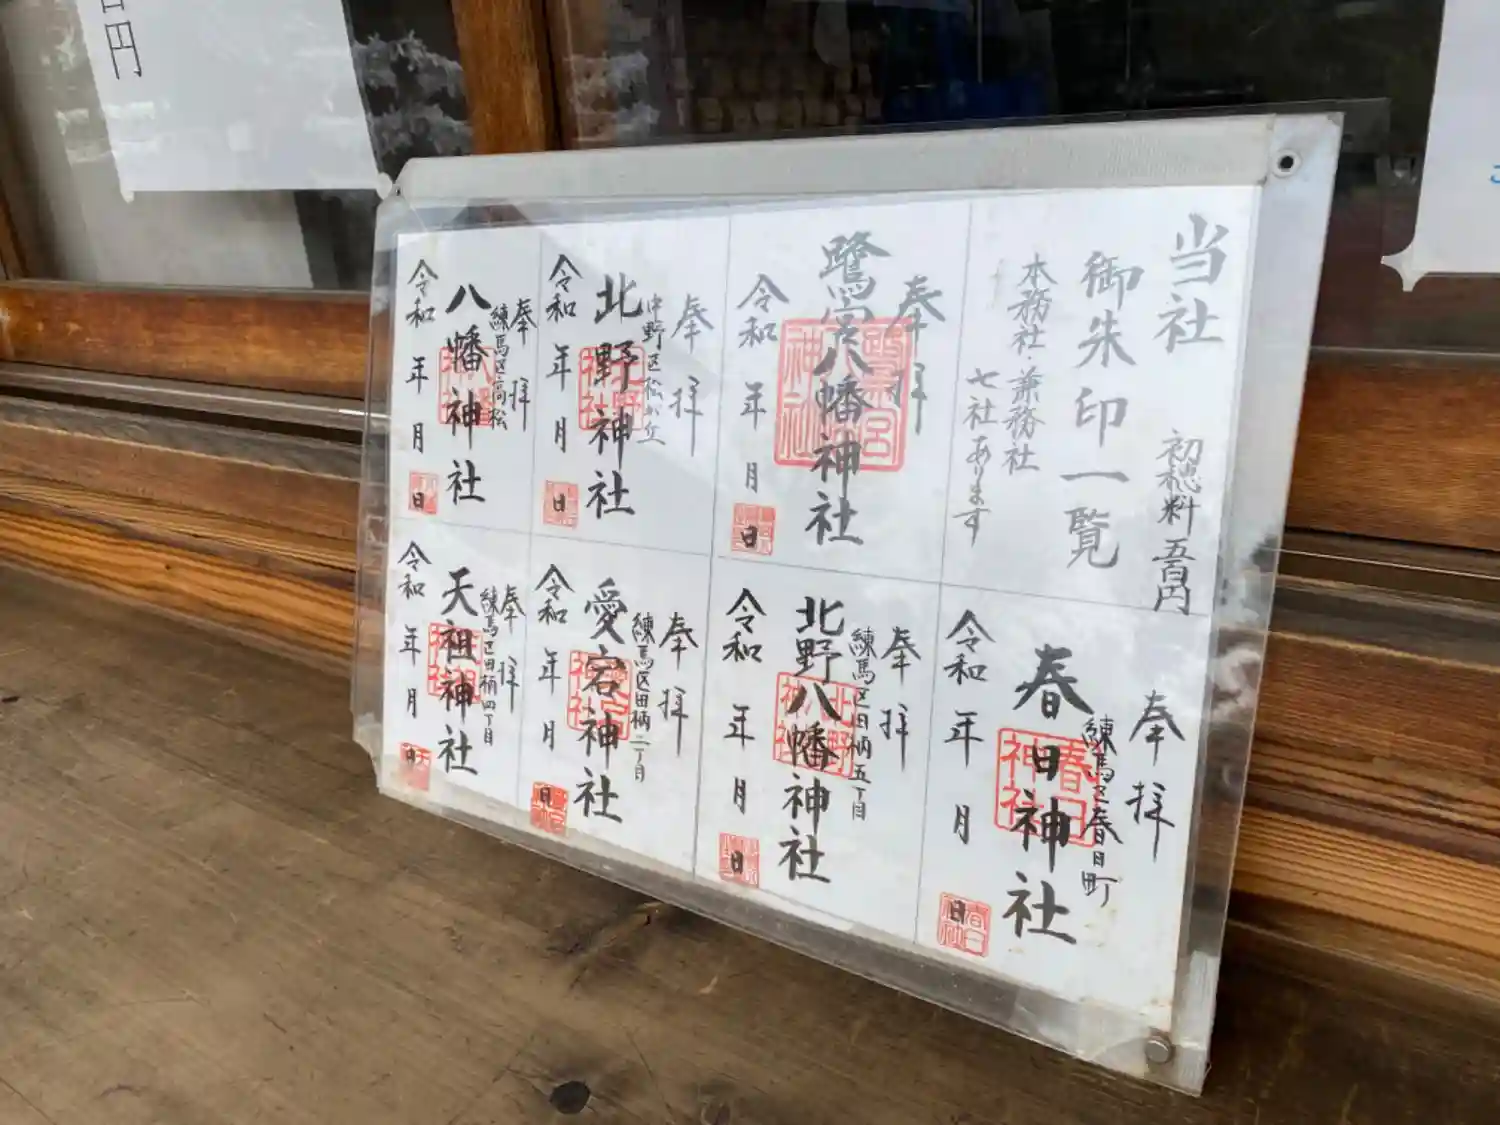 当社
初穂料 五百円
御朱印一覧
本務社・兼務社
七社あります
奉拝
鷺宮八幡神社
令和 年 月 日
奉拝
中野区松が丘
北野神社
令和 年 月 日
奉拝
練馬区高松
八幡神社
令和 年 月 日
奉拝
練馬区春日町
春日神社
令和 年 月 日
奉拝
練馬区田柄五丁目
北野八幡神社
令和 年 月 日
奉拝
練馬区田柄二丁目
愛宕神社
令和 年 月 日
奉拝
練馬区田柄四丁目
天祖神社
令和 年 月 日
百円